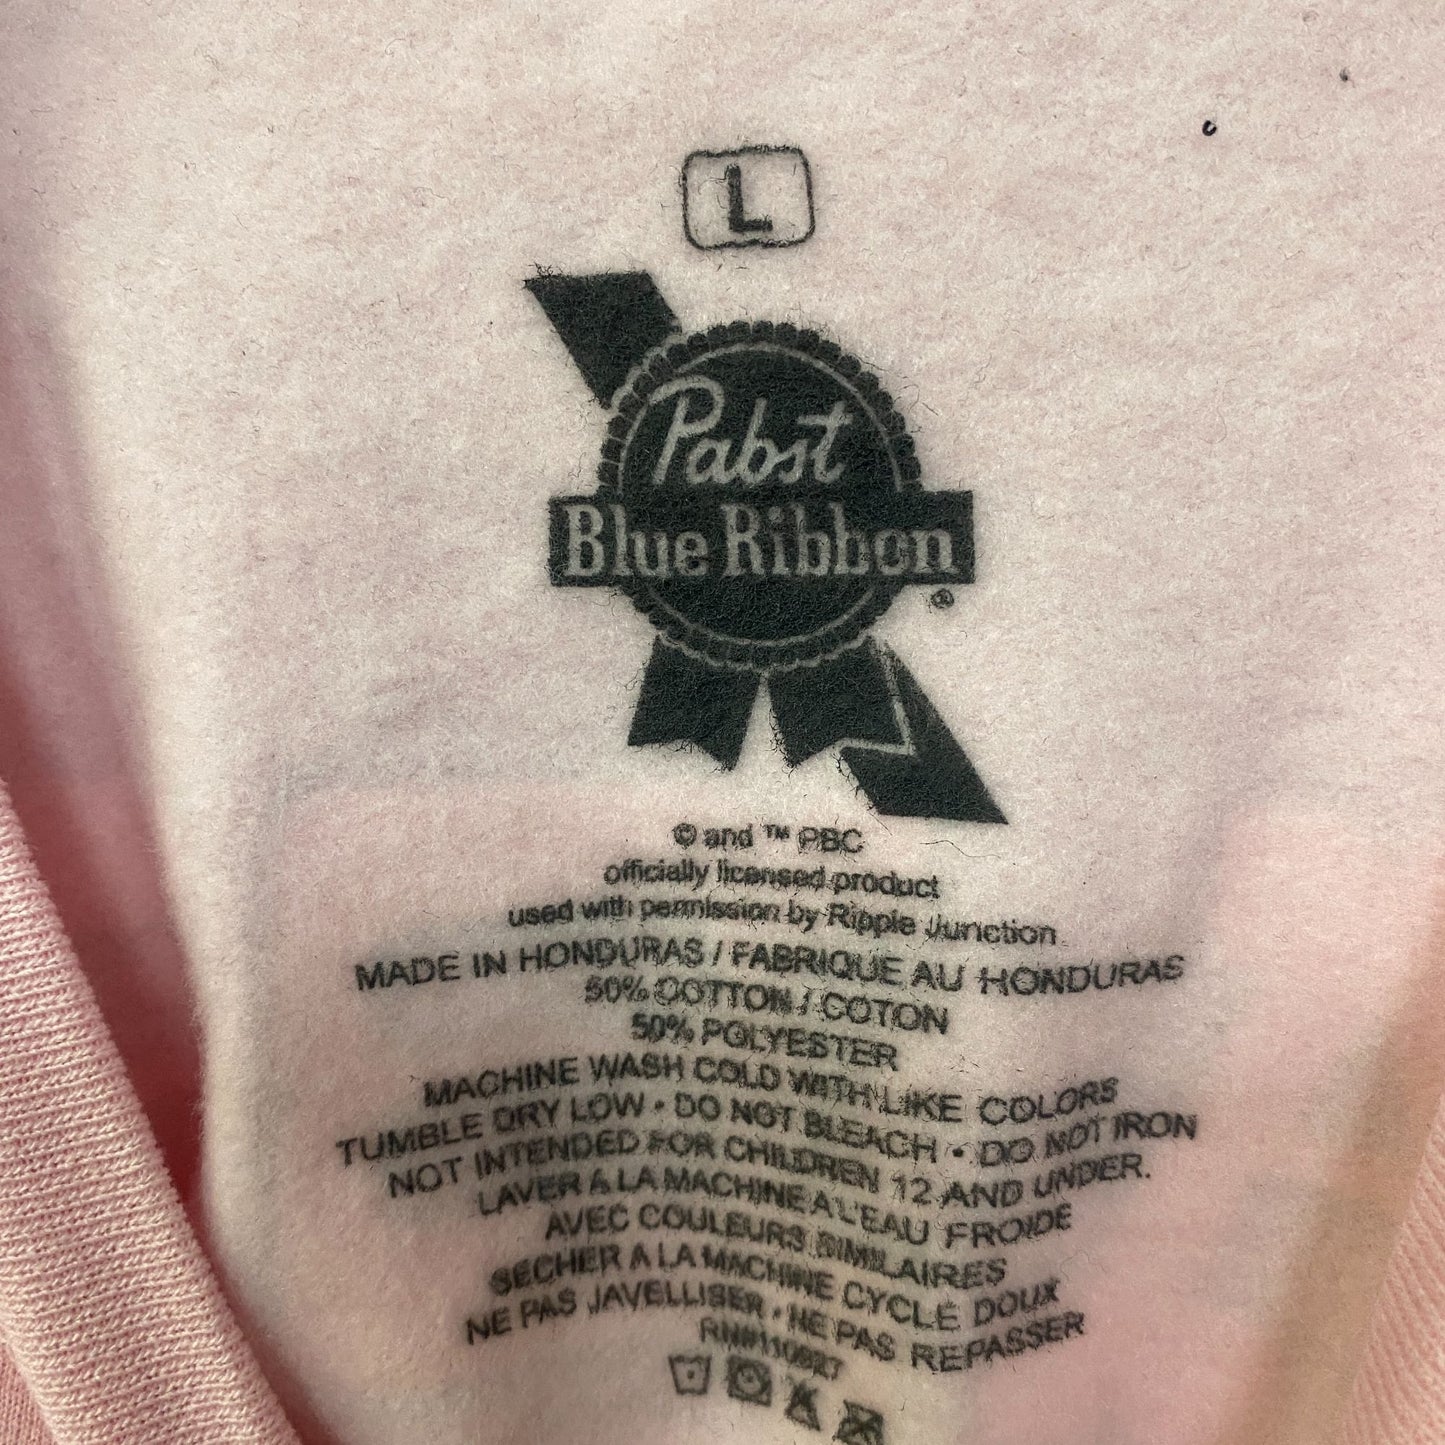 L
Pabst
Blue Ribbon
®
© and ™ PBC
officially licensed product
used with permission by Ripple Junction
MADE IN HONDURAS / FABRIQUE AU HONDURAS
50% COTTON / COTON
50% POLYESTER
MACHINE WASH COLD WITH LIKE COLORS
TUMBLE DRY LOW • DO NOT BLEACH • DO NOT IRON
NOT INTENDED FOR CHILDREN 12 AND UNDER.
LAVER A LA MACHINE A L'EAU FROIDE
AVEC COULEURS SIMILAIRES
SECHER A LA MACHINE CYCLE DOUX
NE PAS JAVELLISER • NE PAS REPASSER